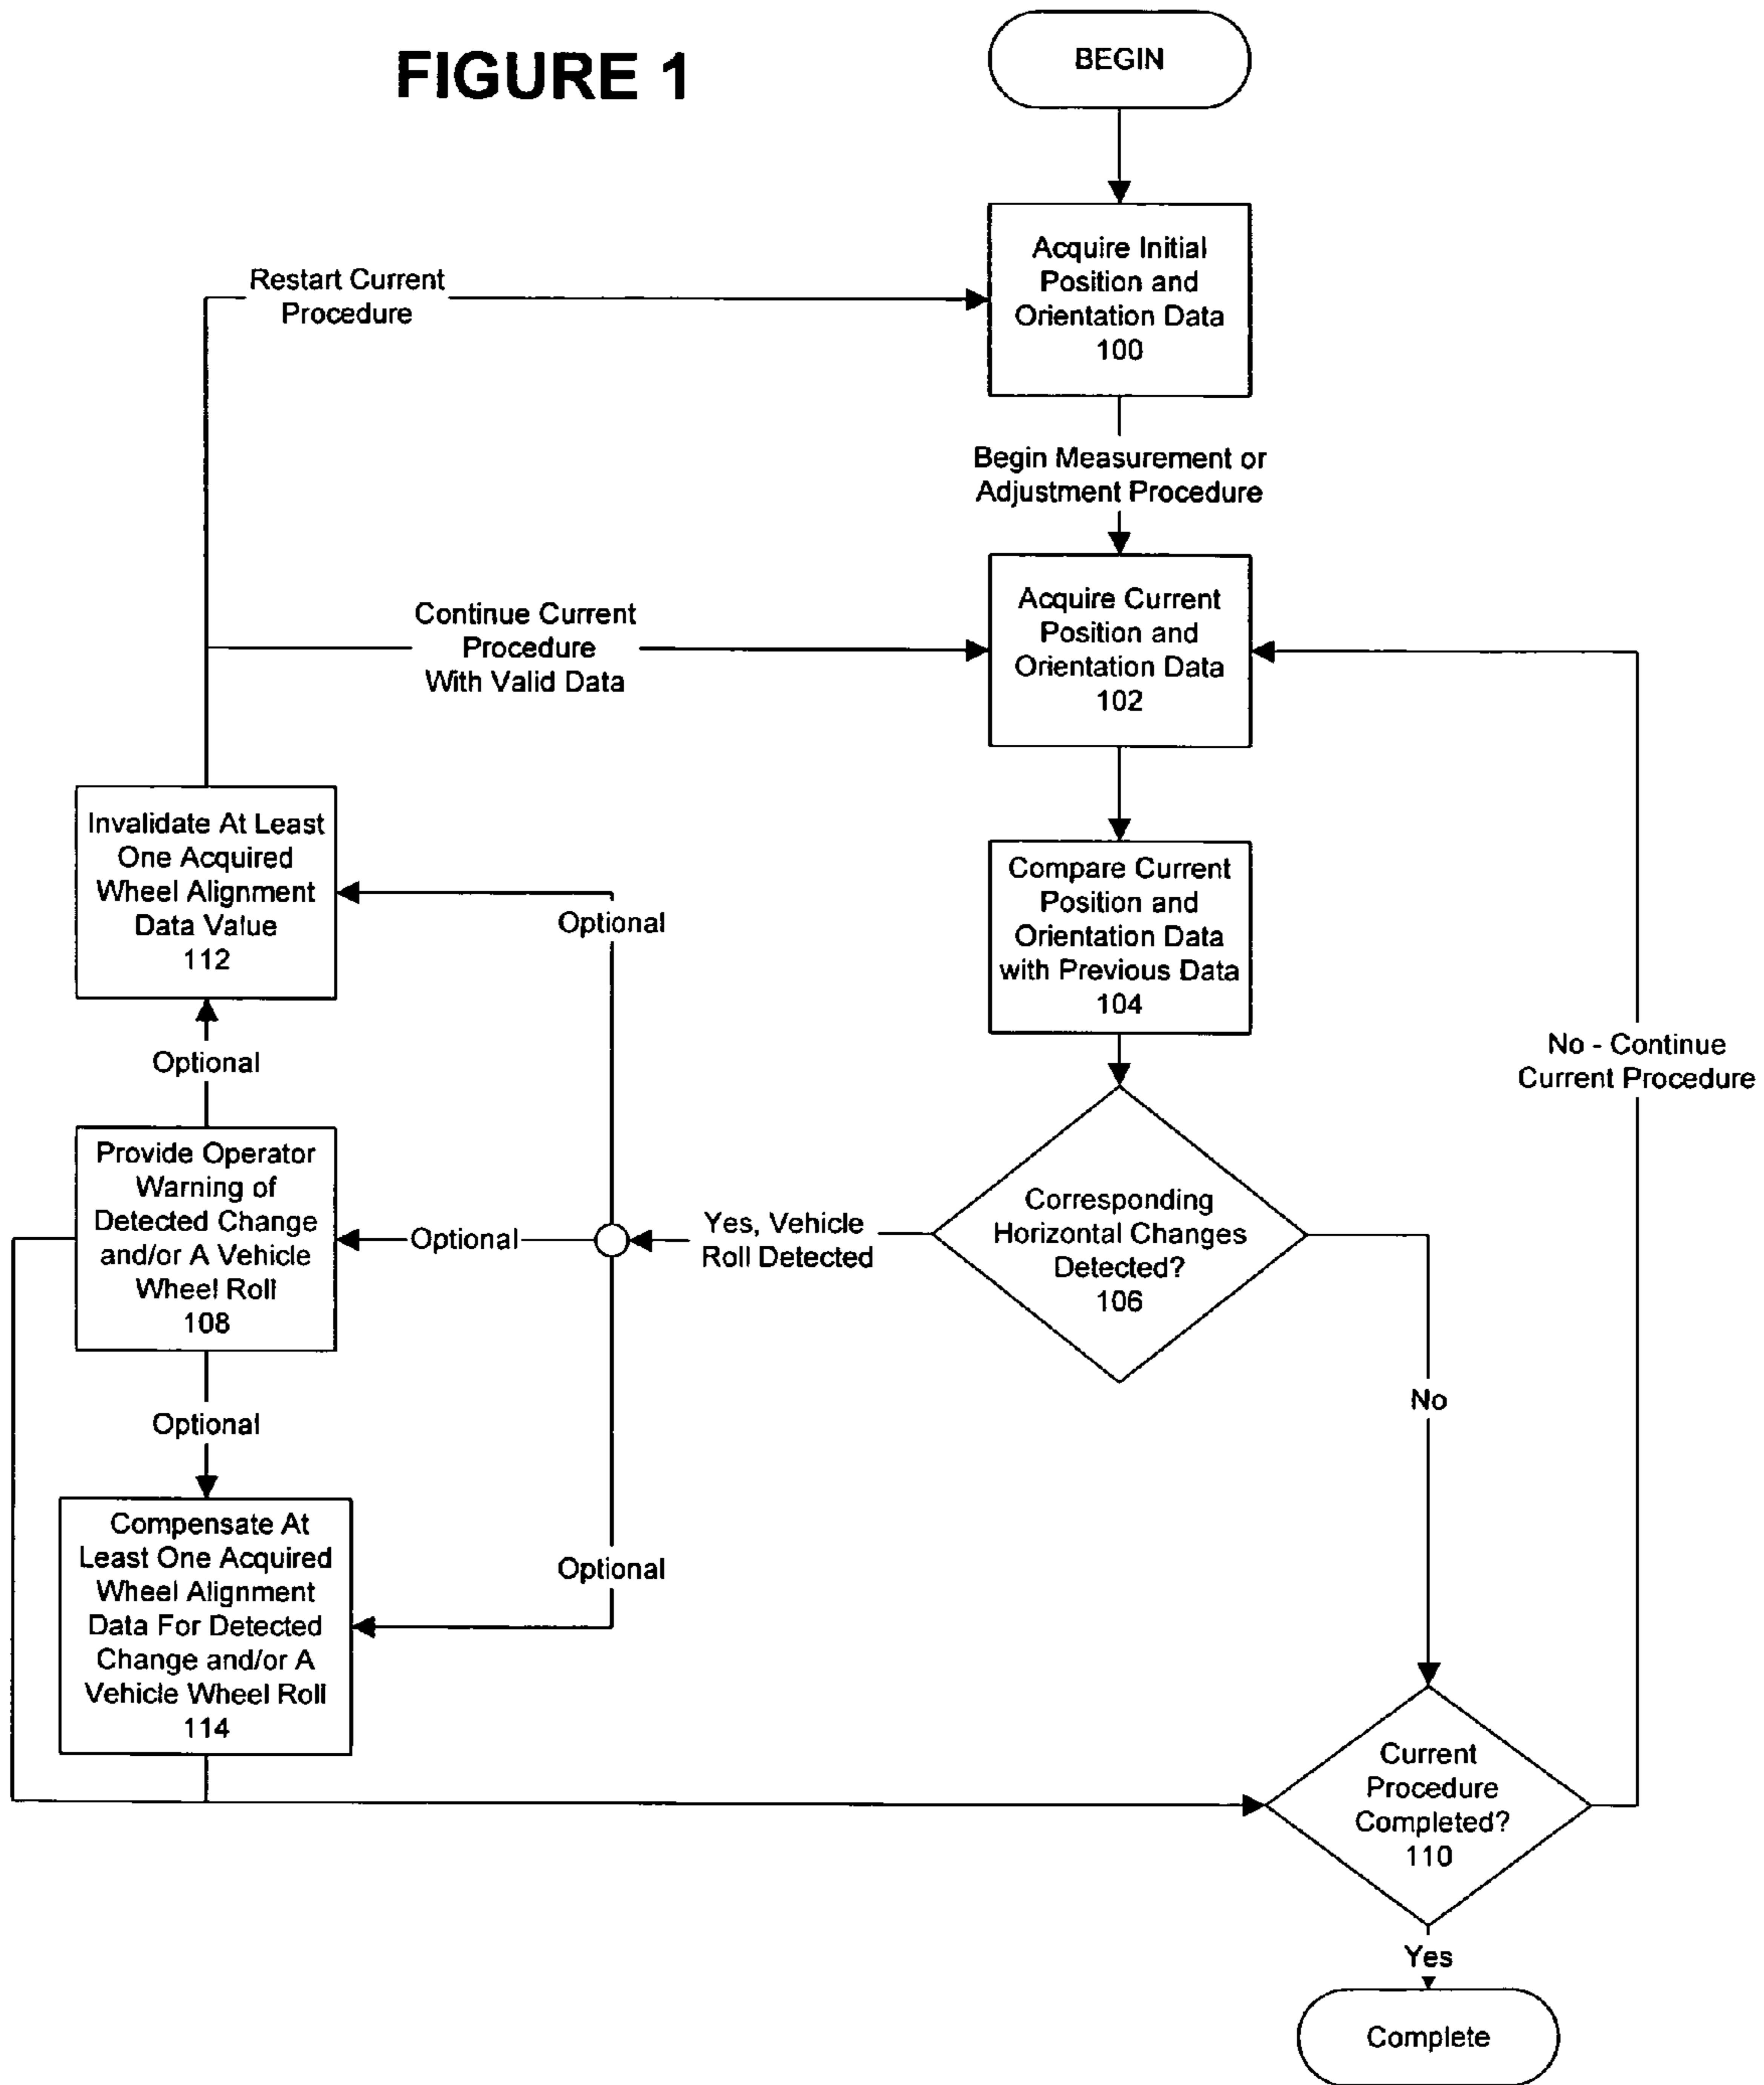 FIGURE 1
BEGIN
Acquire Initial
Position and
Orientation Data
100
Restart Current
Procedure
Begin Measurement or
Adjustment Procedure
Acquire Current
Position and
Orientation Data
102
Continue Current
Procedure
With Valid Data
Compare Current
Position and
Orientation Data
with Previous Data
104
Invalidate At Least
One Acquired
Wheel Alignment
Data Value
112
Optional
Optional
No - Continue
Current Procedure
Provide Operator
Warning of
Detected Change
and/or A Vehicle
Wheel Roll
108
Optional
Yes, Vehicle
Roll Detected
Corresponding
Horizontal Changes
Detected?
106
No
Optional
Optional
Compensate At
Least One Acquired
Wheel Alignment
Data For Detected
Change and/or A
Vehicle Wheel Roll
114
Current
Procedure
Completed?
110
Yes
Complete